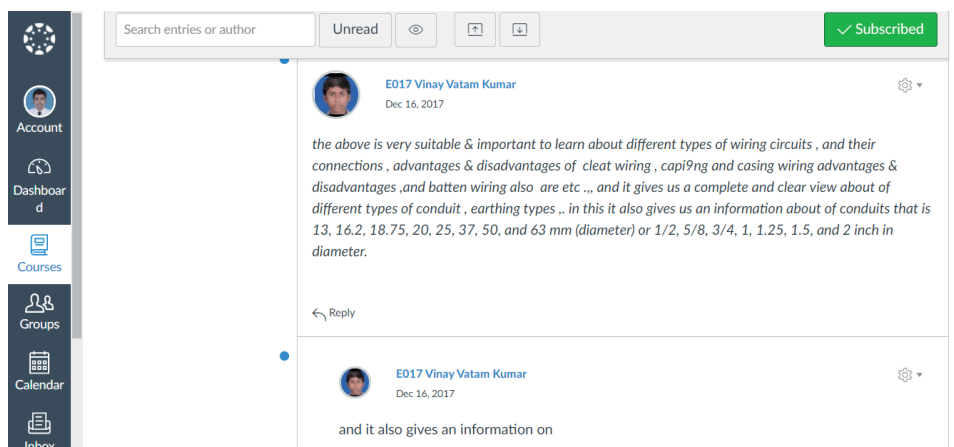 Search entries or author
Unread
Subscribed
Account
Dashboar
d
Courses
Groups
Calendar
Inbox
E017 Vinay Vatam Kumar
Dec 16, 2017
the above is very suitable & important to learn about different types of wiring circuits , and their
connections , advantages & disadvantages of cleat wiring , capi9ng and casing wiring advantages &
disadvantages ,and batten wiring also are etc .,, and it gives us a complete and clear view about of
different types of conduit , earthing types ,. in this it also gives us an information about of conduits that is
13, 16.2, 18.75, 20, 25, 37, 50, and 63 mm (diameter) or 1/2, 5/8, 3/4, 1, 1.25, 1.5, and 2 inch in
diameter.
Reply
E017 Vinay Vatam Kumar
Dec 16, 2017
and it also gives an information on